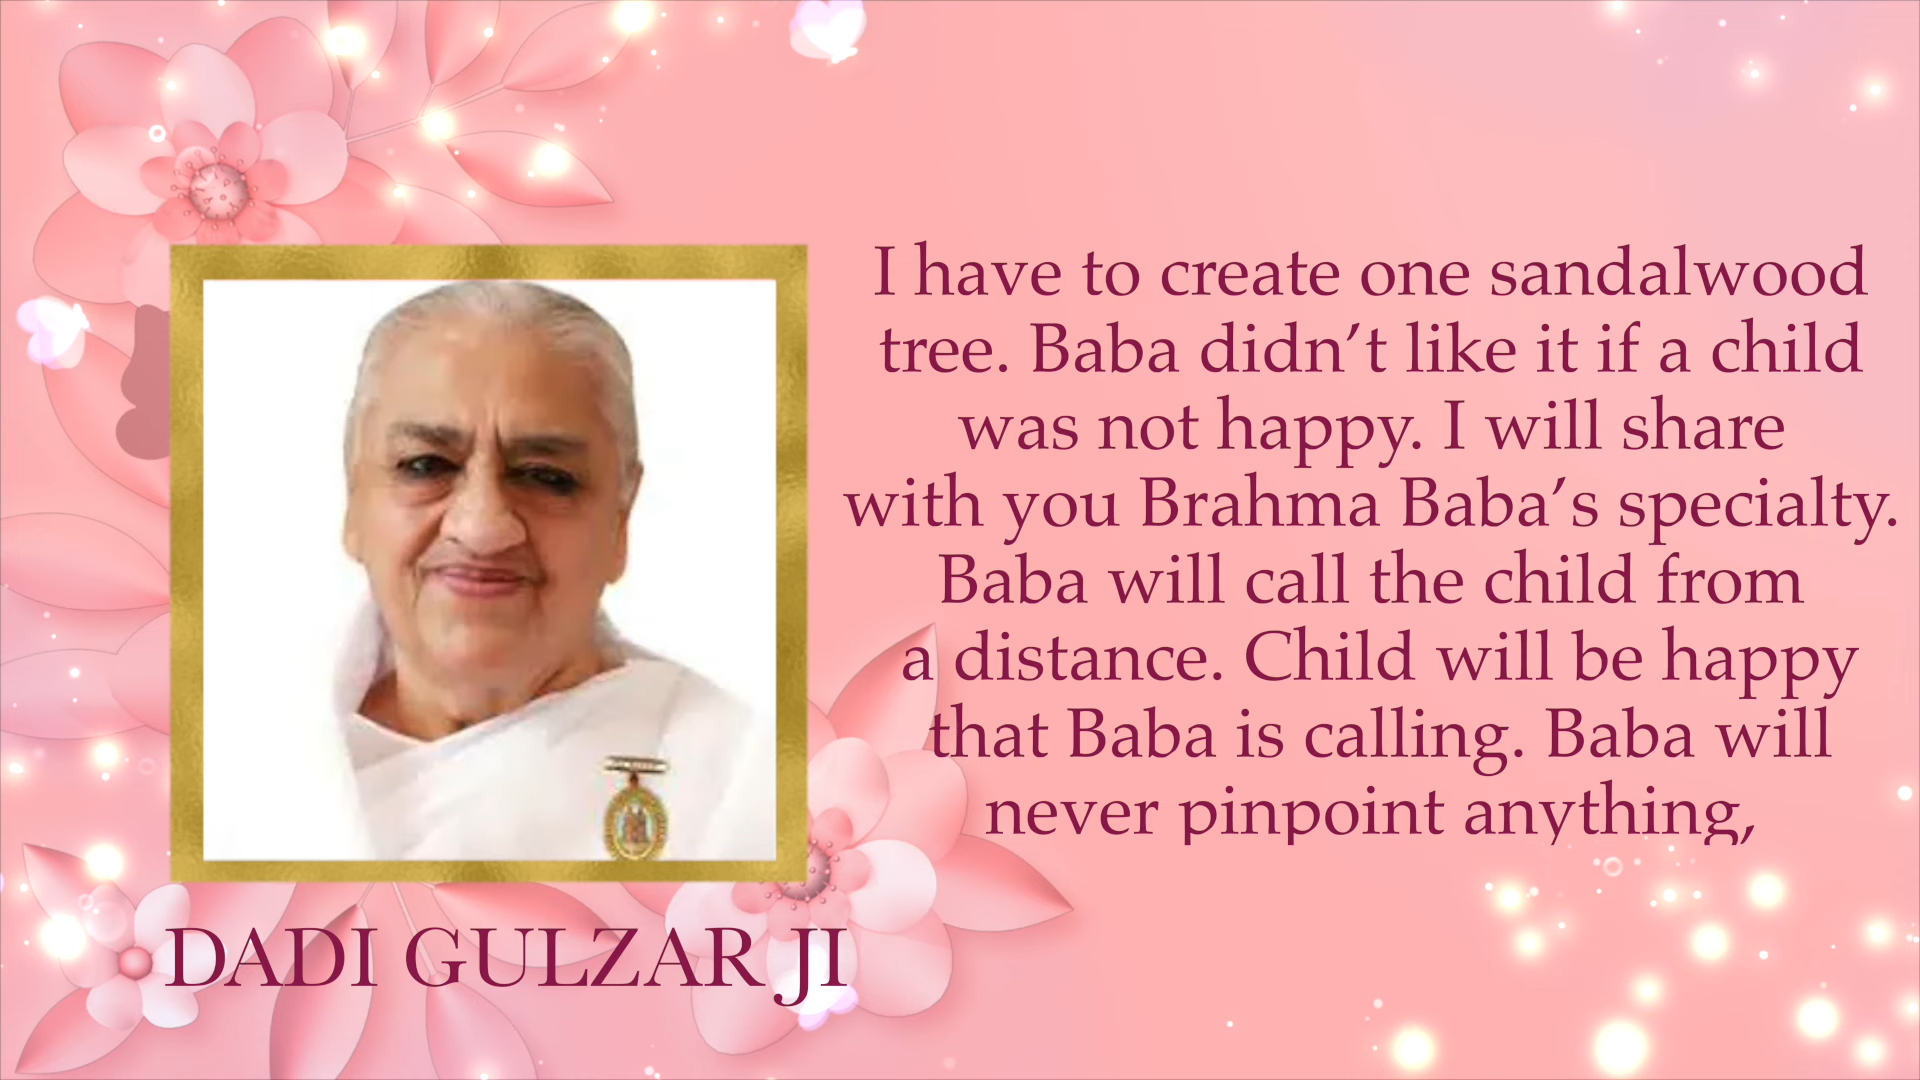 I have to create one sandalwood
tree. Baba didn’t like it if a child
was not happy. I will share
with you Brahma Baba’s specialty.
Baba will call the child from
a distance. Child will be happy
that Baba is calling. Baba will
never pinpoint anything,
DADI GULZAR JI